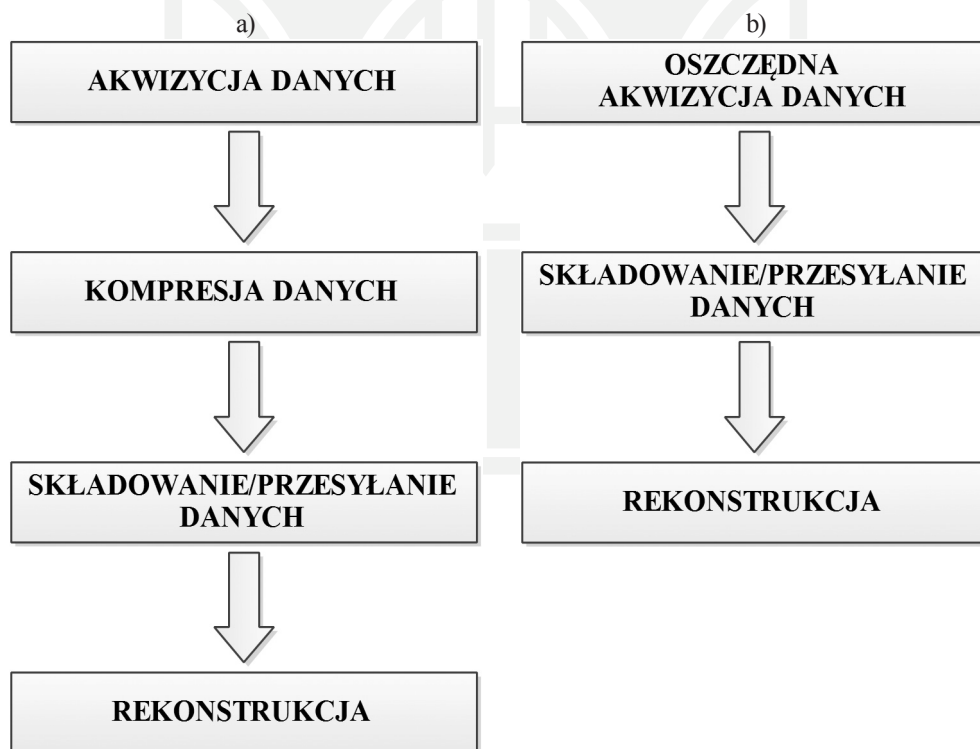 a)
AKWIZYCJA DANYCH
KOMPRESJA DANYCH
SKŁADOWANIE/PRZESYŁANIE
DANYCH
REKONSTRUKCJA
b)
OSZCZĘDNA
AKWIZYCJA DANYCH
SKŁADOWANIE/PRZESYŁANIE
DANYCH
REKONSTRUKCJA